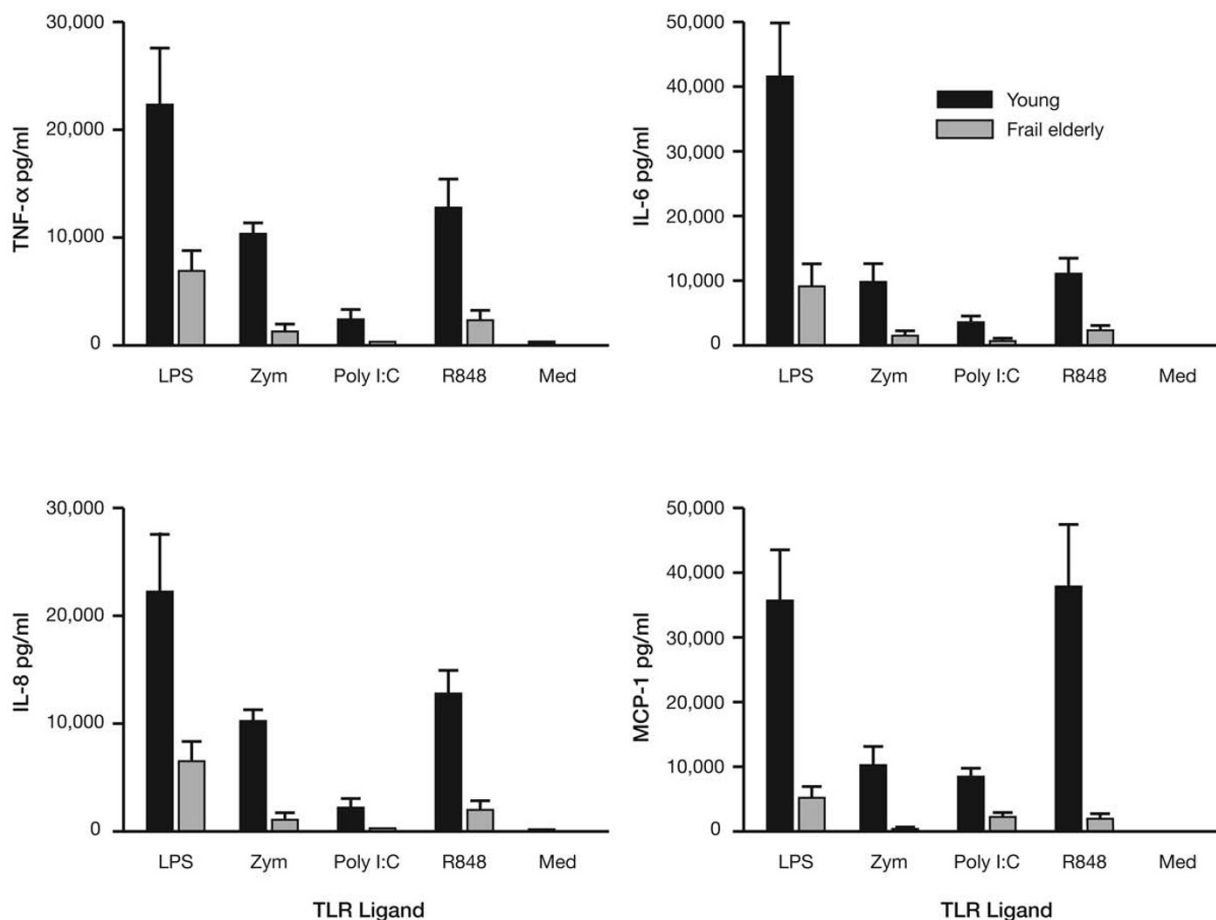 30,000
20,000
10,000
0
TNF-α pg/ml
LPS Zym Poly I:C R848 Med
50,000
40,000
30,000
20,000
10,000
0
IL-6 pg/ml
Young
Frail elderly
LPS Zym Poly I:C R848 Med
30,000
20,000
10,000
0
IL-8 pg/ml
LPS Zym Poly I:C R848 Med
TLR Ligand
50,000
40,000
30,000
20,000
10,000
0
MCP-1 pg/ml
LPS Zym Poly I:C R848 Med
TLR Ligand